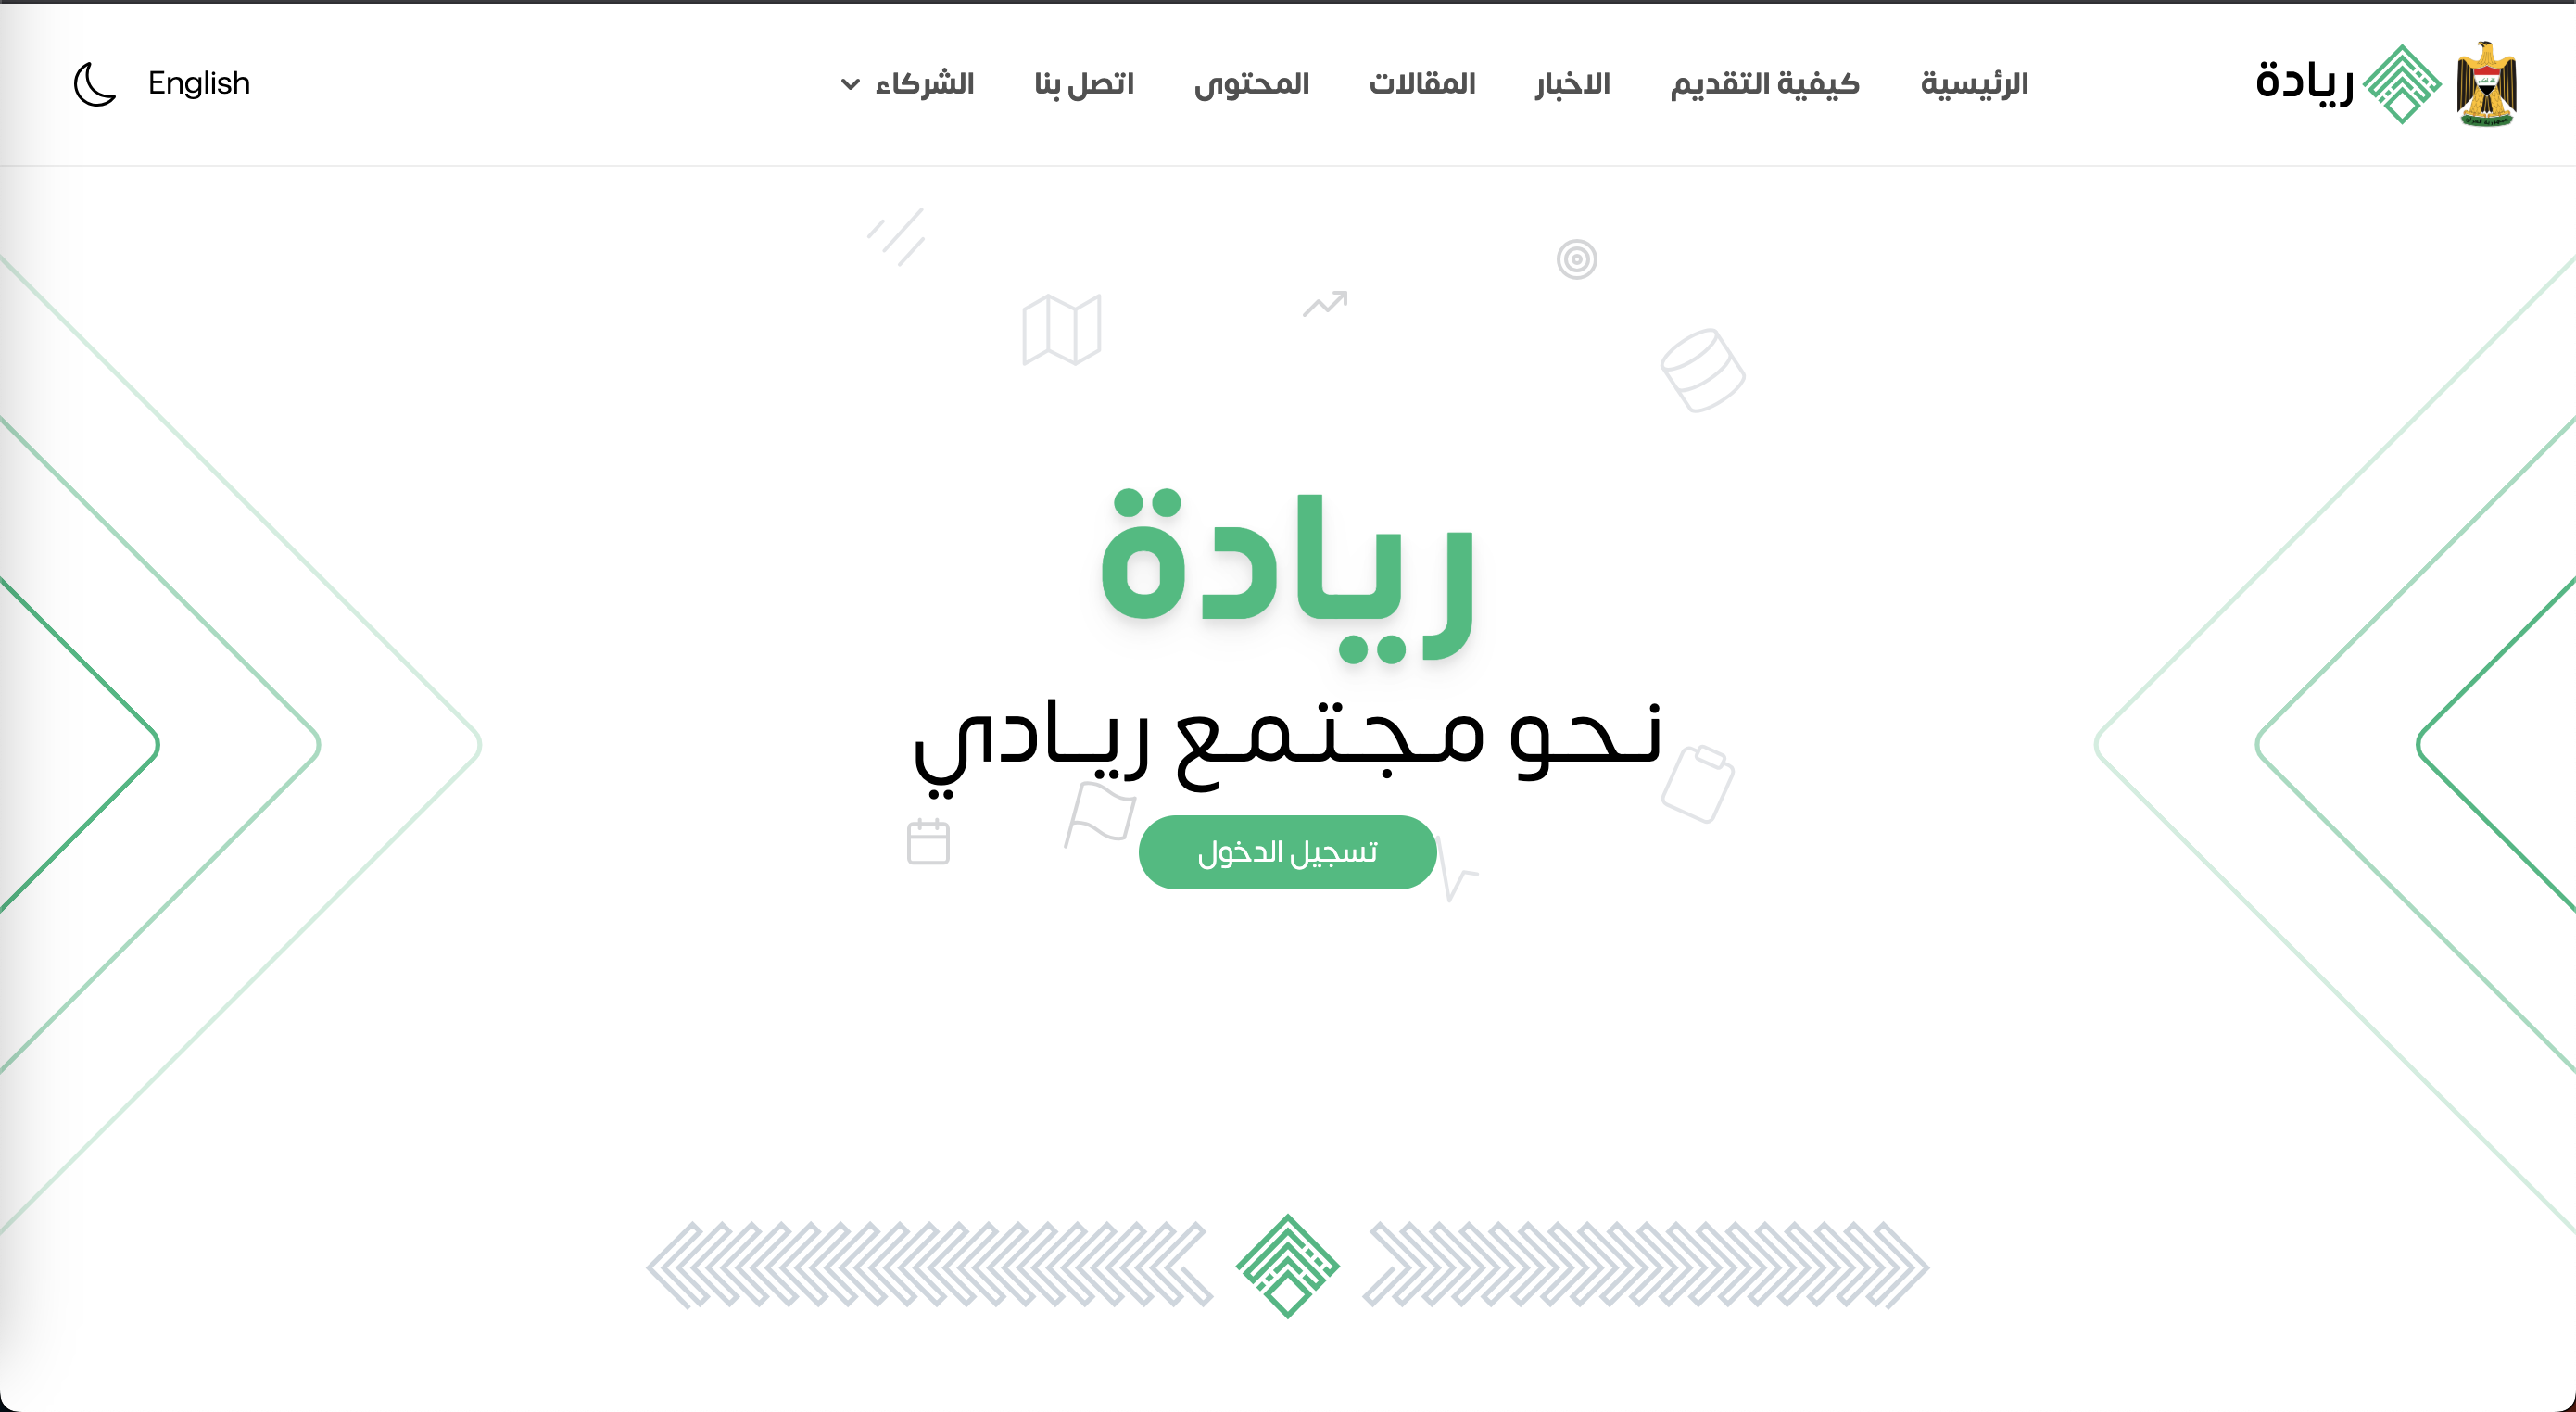 ريادة
الرئيسية
كيفية التقديم
الاخبار
المقالات
المحتوى
اتصل بنا
الشركاء
English
ريادة
نحو مجتمع ريادي
تسجيل الدخول